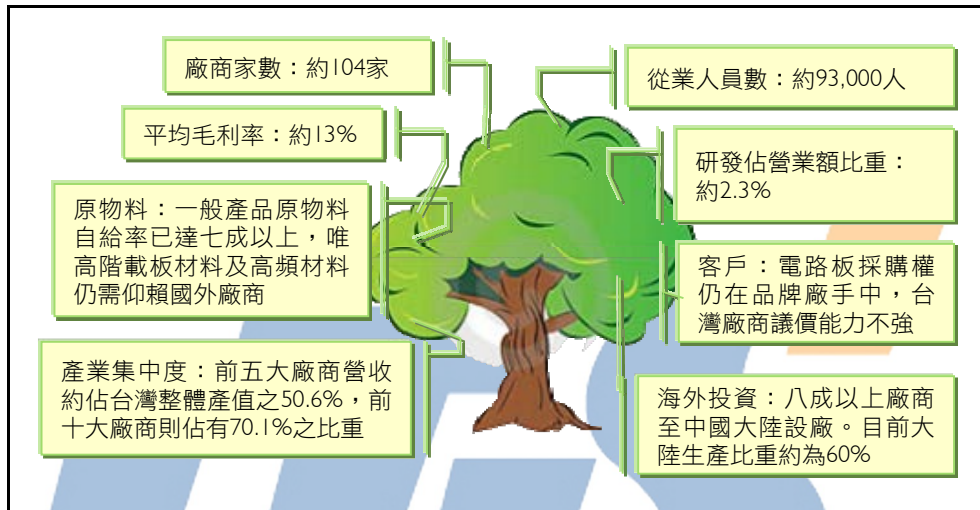 廠商家數：約104家
平均毛利率：約13%
原物料：一般產品原物料
自給率已達七成以上，唯
高階載板材料及高頻材料
仍需仰賴國外廠商
產業集中度：前五大廠商營收
約佔台灣整體產值之50.6%，前
十大廠商則佔有70.1%之比重
從業人員數：約93,000人
研發佔營業額比重：
約2.3%
客戶：電路板採購權
仍在品牌廠手中，台
灣廠商議價能力不強
海外投資：八成以上廠商
至中國大陸設廠。目前大
陸生產比重約為60%